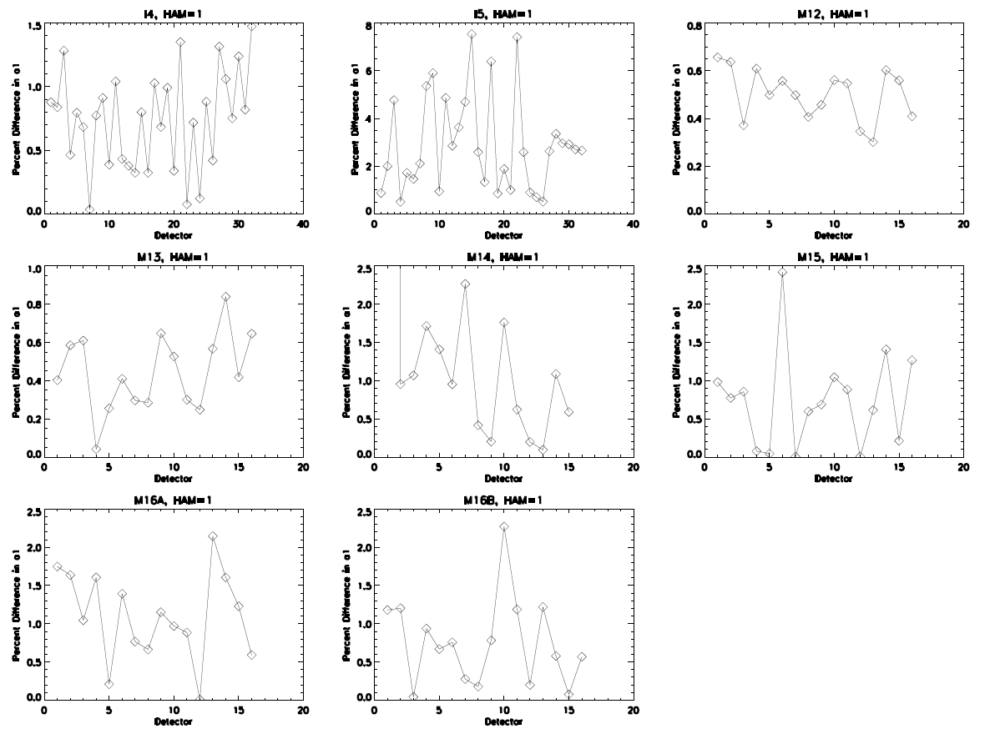 I4, HAM=1
Percent Difference in a1
1.5
1.0
0.5
0.0
0 10 20 30 40
Detector
I5, HAM=1
Percent Difference in a1
8
6
4
2
0
0 10 20 30 40
Detector
M12, HAM=1
Percent Difference in a1
0.8
0.6
0.4
0.2
0.0
0 5 10 15 20
Detector
M13, HAM=1
Percent Difference in a1
1.0
0.8
0.6
0.4
0.2
0.0
0 5 10 15 20
Detector
M14, HAM=1
Percent Difference in a1
2.5
2.0
1.5
1.0
0.5
0.0
0 5 10 15 20
Detector
M15, HAM=1
Percent Difference in a1
2.5
2.0
1.5
1.0
0.5
0.0
0 5 10 15 20
Detector
M16A, HAM=1
Percent Difference in a1
2.5
2.0
1.5
1.0
0.5
0.0
0 5 10 15 20
Detector
M16B, HAM=1
Percent Difference in a1
2.5
2.0
1.5
1.0
0.5
0.0
0 5 10 15 20
Detector